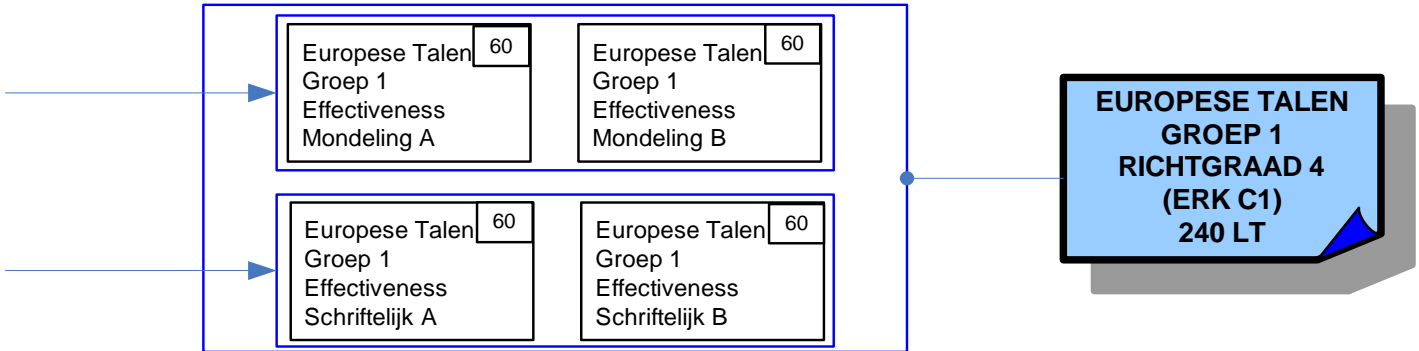 Europese Talen 60
Groep 1
Effectiveness
Mondeling A
Europese Talen 60
Groep 1
Effectiveness
Mondeling B
Europese Talen 60
Groep 1
Effectiveness
Schriftelijk A
Europese Talen 60
Groep 1
Effectiveness
Schriftelijk B
EUROPESE TALEN
GROEP 1
RICHTGRAAD 4
(ERK C1)
240 LT